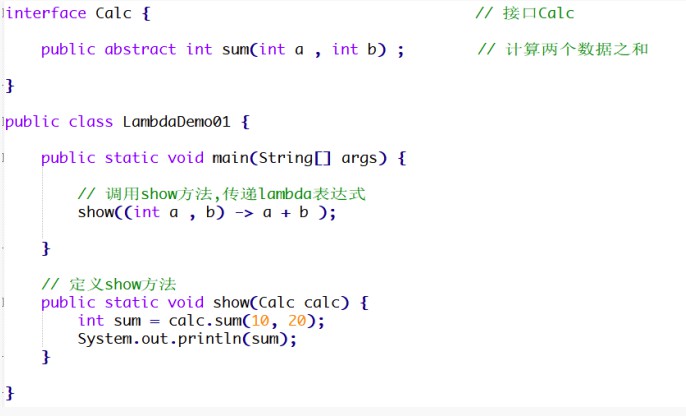 interface Calc { // 接口Calc
public abstract int sum(int a , int b) ; // 计算两个数据之和
}
public class LambdaDemo01 {
public static void main(String[] args) {
// 调用show方法,传递lambda表达式
show((int a , b) -> a + b );
}
// 定义show方法
public static void show(Calc calc) {
int sum = calc.sum(10, 20);
System.out.println(sum);
}
}